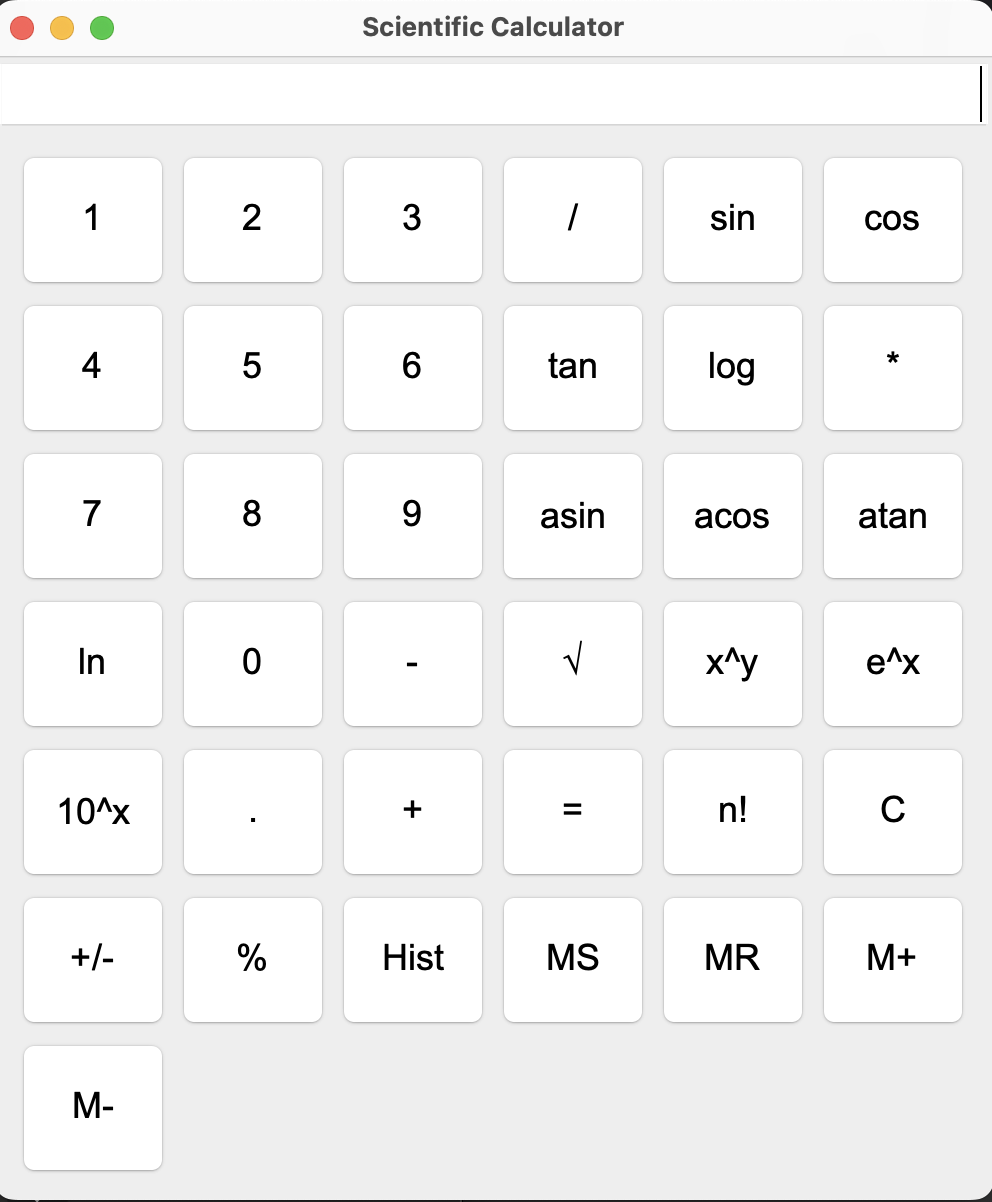 Scientific Calculator
1 2 3 / sin cos
4 5 6 tan log *
7 8 9 asin acos atan
ln 0 - √ x^y e^x
10^x . + = n! C
+/- % Hist MS MR M+
M-